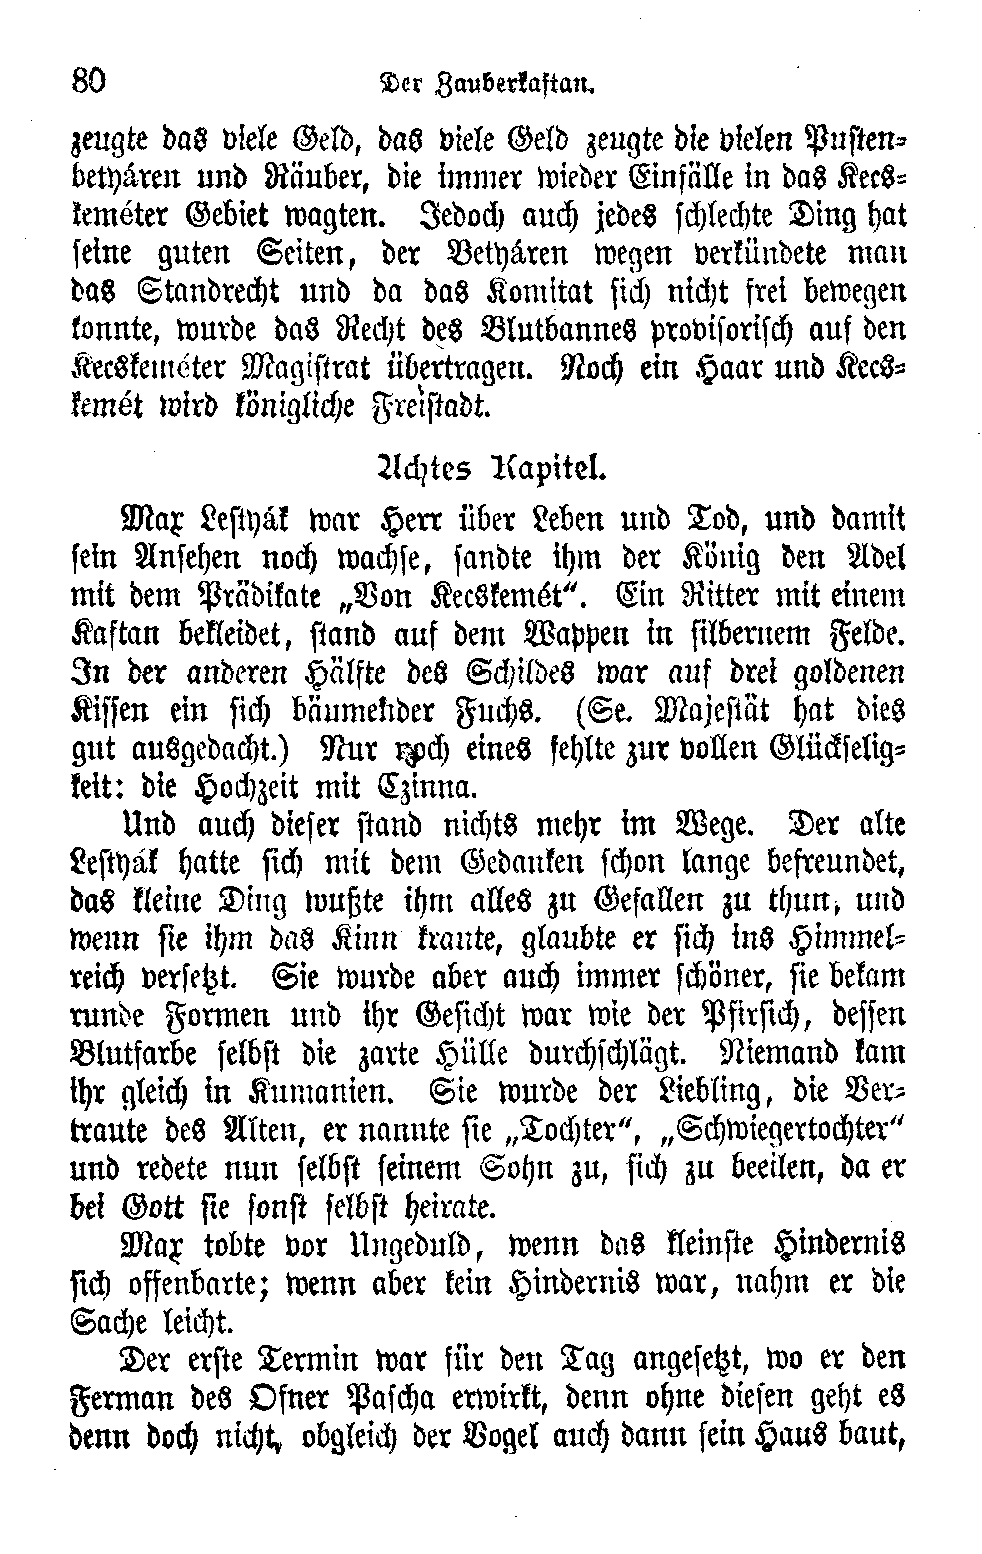 80 Der Zauberkaftan.
zeugte das viele Geld, das viele Geld zeugte die vielen Pusten-
betyáren und Räuber, die immer wieder Einfälle in das Kecs-
keméter Gebiet wagten. Jedoch auch jedes schlechte Ding hat
seine guten Seiten, der Betyáren wegen verkündete man
das Standrecht und da das Komitat sich nicht frei bewegen
konnte, wurde das Recht des Blutbannes provisorisch auf den
Kecskeméter Magistrat übertragen. Noch ein Haar und Kecs-
kemét wird königliche Freistadt.
Achtes Kapitel.
Max Lestyák war Herr über Leben und Tod, und damit
sein Ansehen noch wachse, sandte ihm der König den Adel
mit dem Prädikate „Von Kecskemét“. Ein Ritter mit einem
Kaftan bekleidet, stand auf dem Wappen in silbernem Felde.
In der anderen Hälfte des Schildes war auf drei goldenen
Kissen ein sich bäumender Fuchs. (Se. Majestät hat dies
gut ausgedacht.) Nur noch eines fehlte zur vollen Glückselig-
keit: die Hochzeit mit Czinna.
Und auch dieser stand nichts mehr im Wege. Der alte
Lestyák hatte sich mit dem Gedanken schon lange befreundet,
das kleine Ding wußte ihm alles zu Gefallen zu thun, und
wenn sie ihm das Kinn kraute, glaubte er sich ins Himmel-
reich versetzt. Sie wurde aber auch immer schöner, sie bekam
runde Formen und ihr Gesicht war wie der Pfirsich, dessen
Blutfarbe selbst die zarte Hülle durchschlägt. Niemand kam
ihr gleich in Kumanien. Sie wurde der Liebling, die Ver-
traute des Alten, er nannte sie „Tochter“, „Schwiegertochter“
und redete nun selbst seinem Sohn zu, sich zu beeilen, da er
bei Gott sie sonst selbst heirate.
Max tobte vor Ungeduld, wenn das kleinste Hindernis
sich offenbarte; wenn aber kein Hindernis war, nahm er die
Sache leicht.
Der erste Termin war für den Tag angesetzt, wo er den
Ferman des Ofner Pascha erwirkt, denn ohne diesen geht es
denn doch nicht, obgleich der Vogel auch dann sein Haus baut,